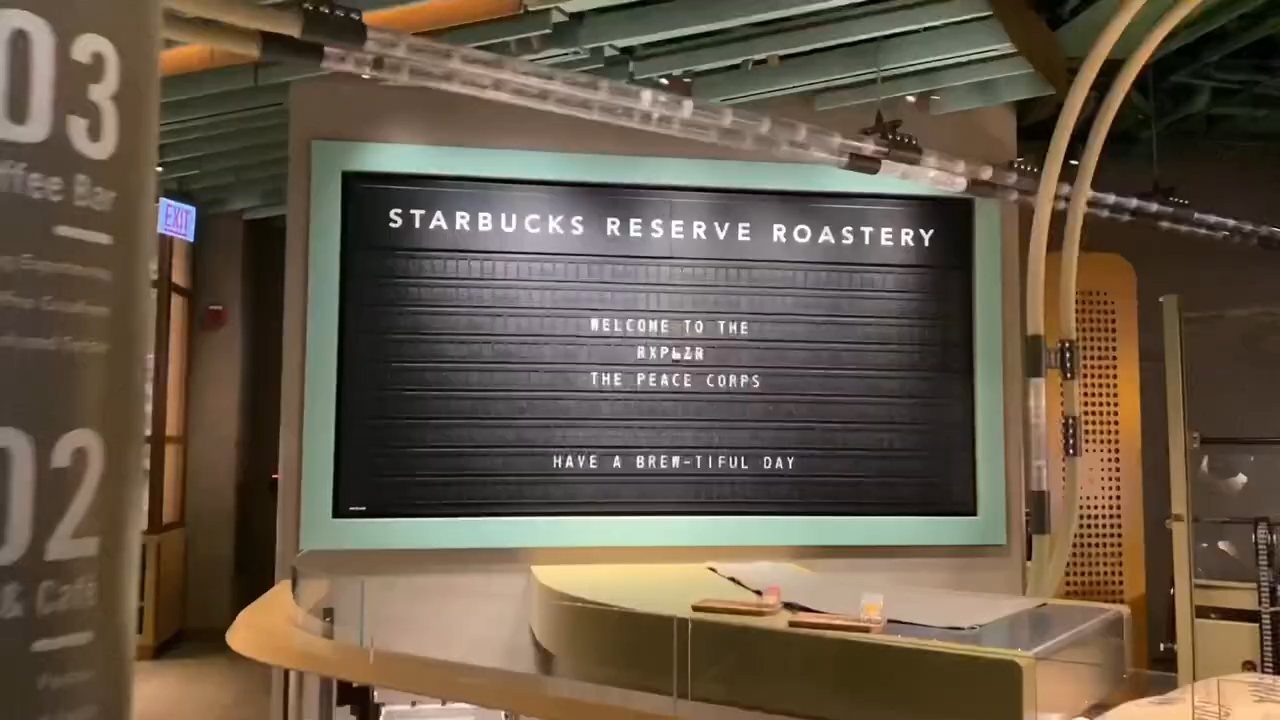 03
ffee Bar
EXIT
STARBUCKS RESERVE ROASTERY
WELCOME TO THE
THE PEACE CORPS
HAVE A BREW-TIFUL DAY
02
& Café